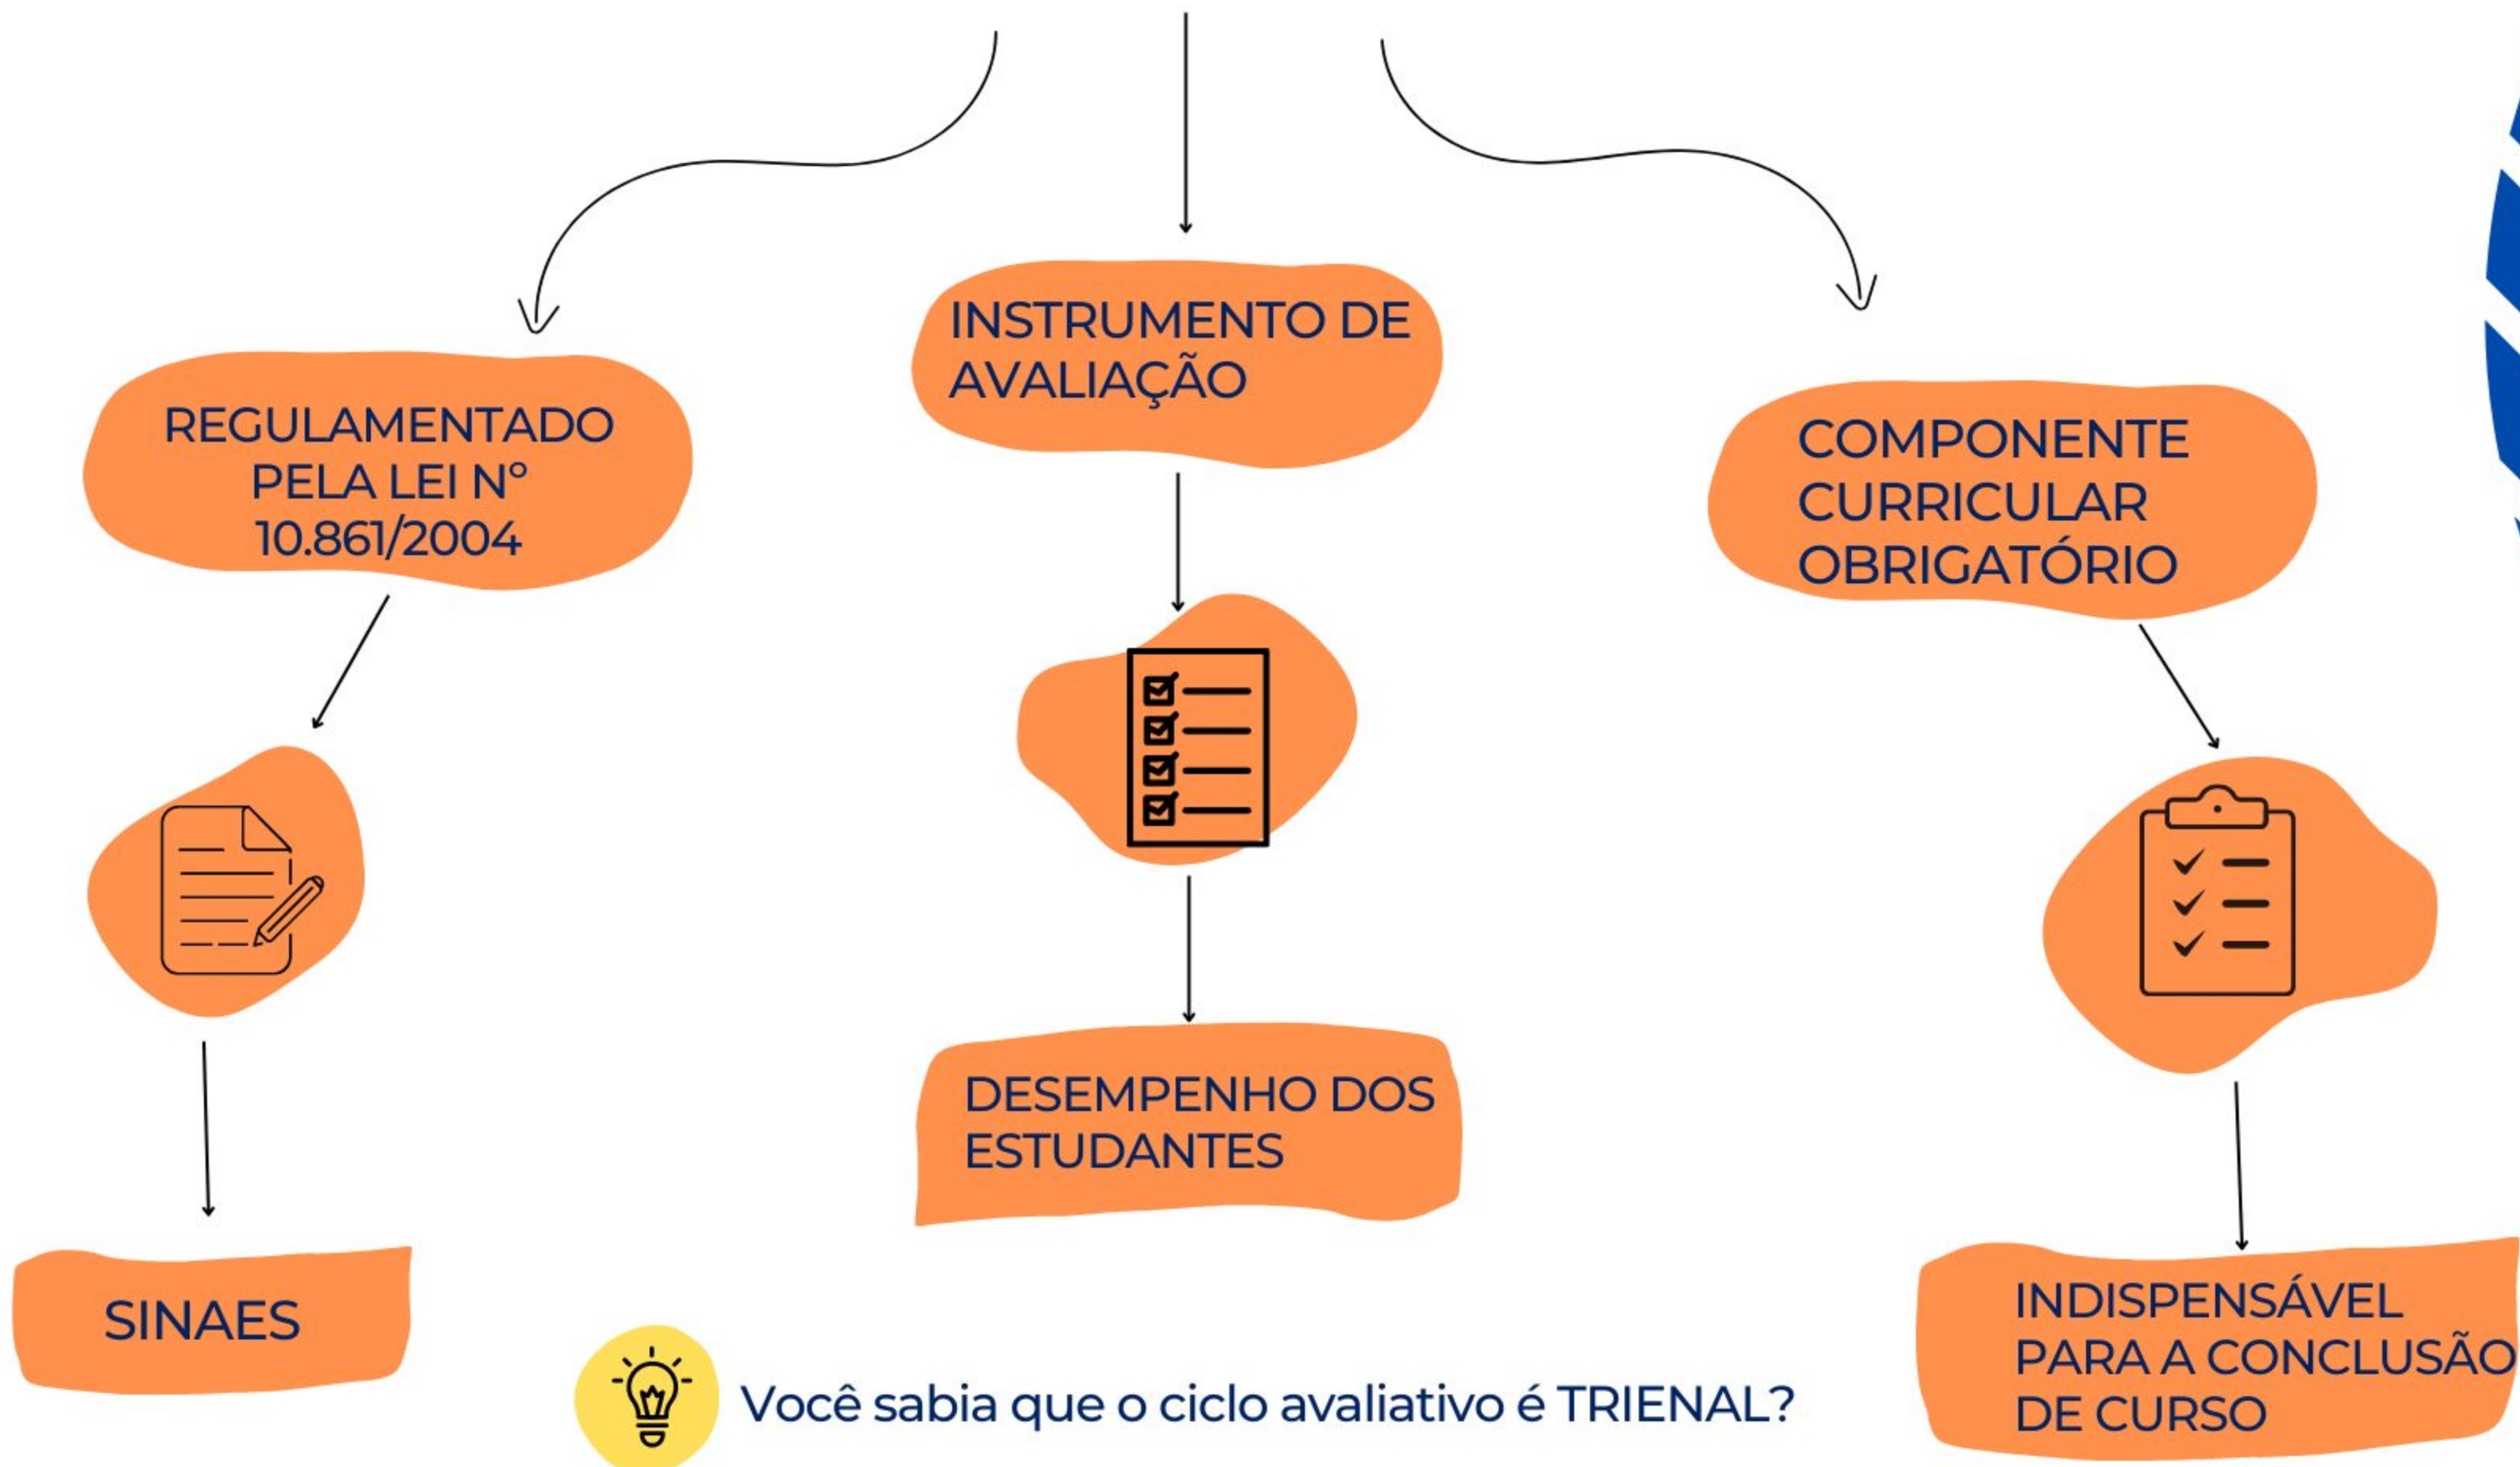 INSTRUMENTO DE
AVALIAÇÃO
REGULAMENTADO
PELA LEI Nº
10.861/2004
COMPONENTE
CURRICULAR
OBRIGATÓRIO
DESEMPENHO DOS
ESTUDANTES
SINAES
INDISPENSÁVEL
PARA A CONCLUSÃO
DE CURSO
Você sabia que o ciclo avaliativo é TRIENAL?